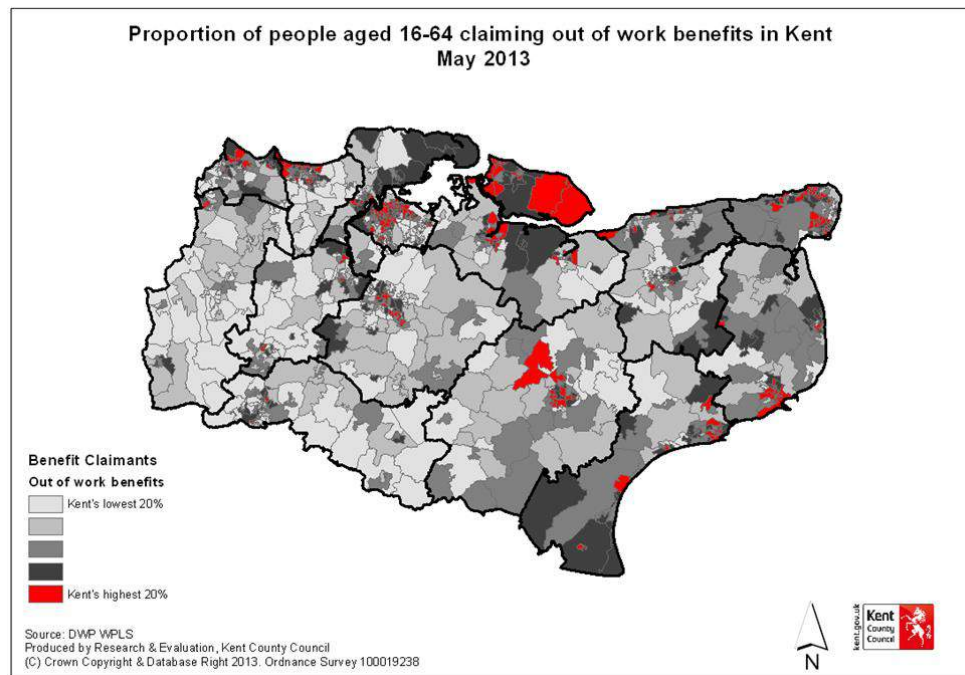 Proportion of people aged 16-64 claiming out of work benefits in Kent
May 2013
Benefit Claimants
Out of work benefits
Kent's lowest 20%
Kent's highest 20%
Source: DWP WPLS
Produced by Research & Evaluation, Kent County Council
(C) Crown Copyright & Database Right 2013. Ordnance Survey 100019238
N
kent.gov.uk
Kent
County
Council